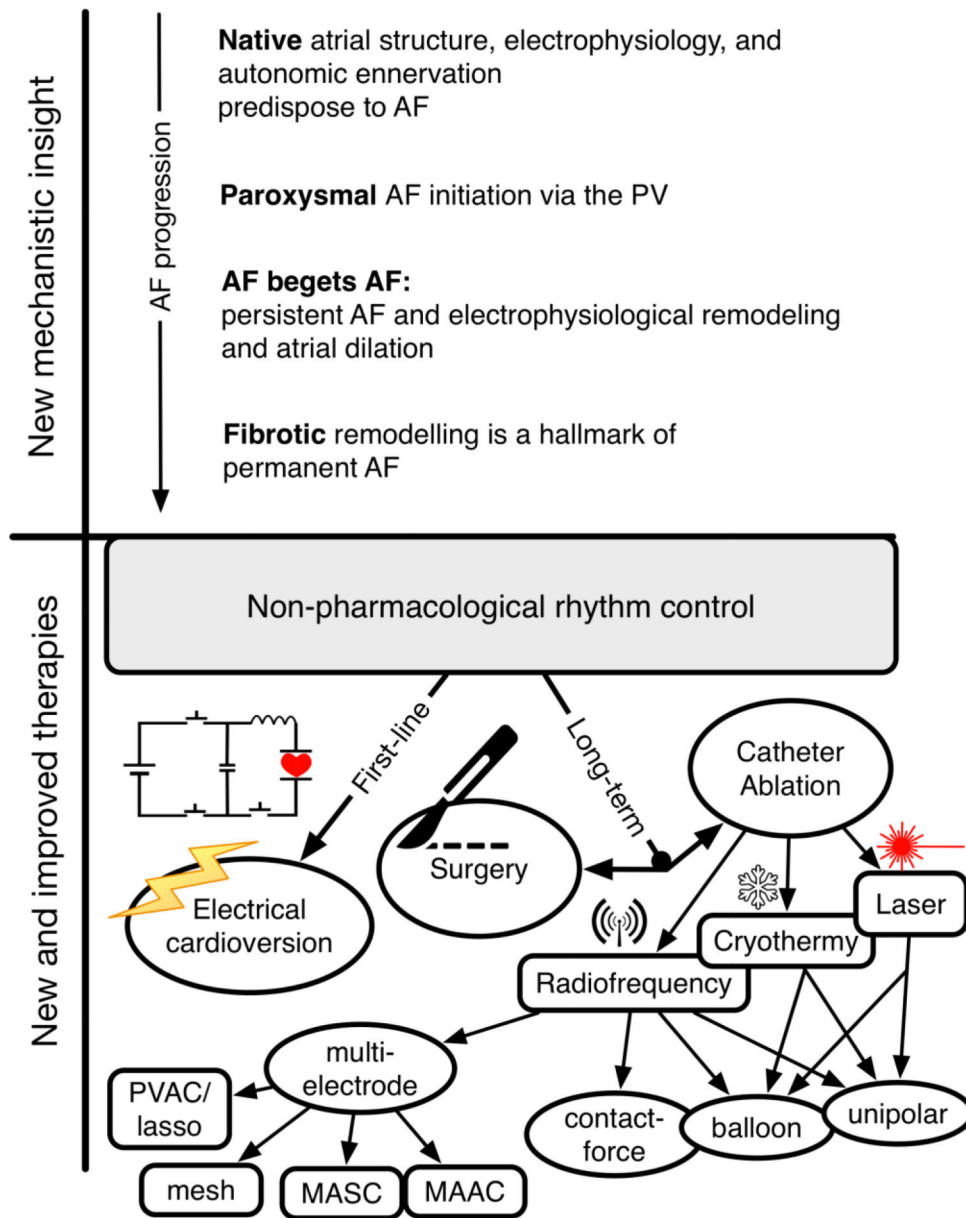 New mechanistic insight
AF progression
Native atrial structure, electrophysiology, and
autonomic ennervation
predispose to AF
Paroxysmal AF initiation via the PV
AF begets AF:
persistent AF and electrophysiological remodeling
and atrial dilation
Fibrotic remodelling is a hallmark of
permanent AF
New and improved therapies
Non-pharmacological rhythm control
First-line
Long-term
Catheter
Ablation
Surgery
Electrical
cardioversion
Laser
Cryothermy
Radiofrequency
multi-
electrode
PVAC/
lasso
mesh
MASC
MAAC
contact-
force
balloon
unipolar